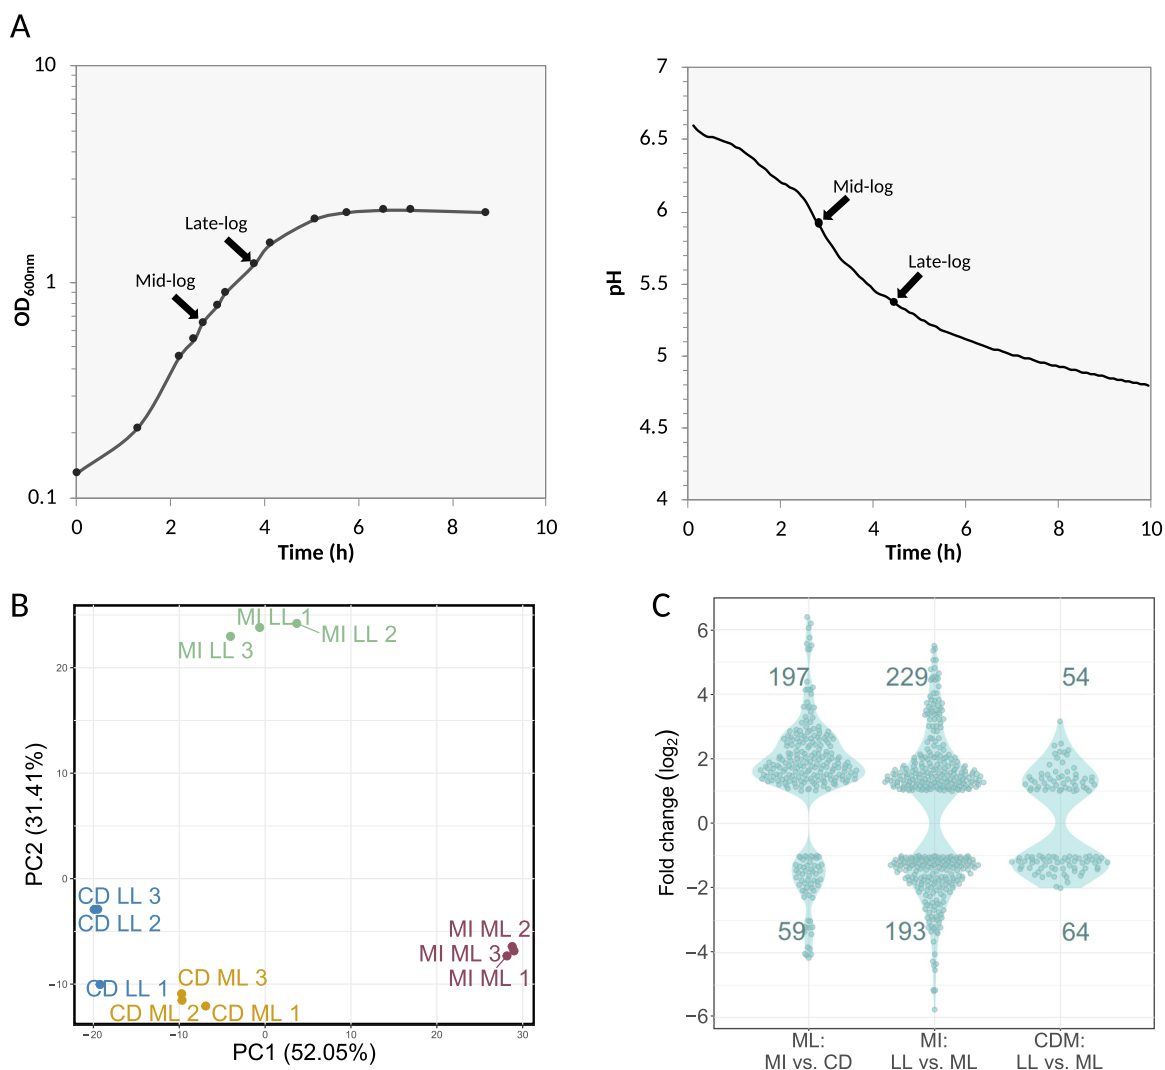 A
10
1
0.1
OD600nm
Late-log
Mid-log
0
2
4
6
8
10
Time (h)
7
6.5
6
5.5
5
4.5
4
pH
Mid-log
Late-log
0
2
4
6
8
10
Time (h)
B
20
10
0
−10
PC2 (31.41%)
MI LL 1
MI LL 2
MI LL 3
CD LL 3
CD LL 2
CD LL 1
CD ML 3
CD ML 2
CD ML 1
MI ML 2
MI ML 3
MI ML 1
−20
−10
0
10
20
30
PC1 (52.05%)
C
6
4
2
0
−2
−4
−6
Fold change (log2)
197
229
54
59
193
64
ML:
MI vs. CD
MI:
LL vs. ML
CDM:
LL vs. ML